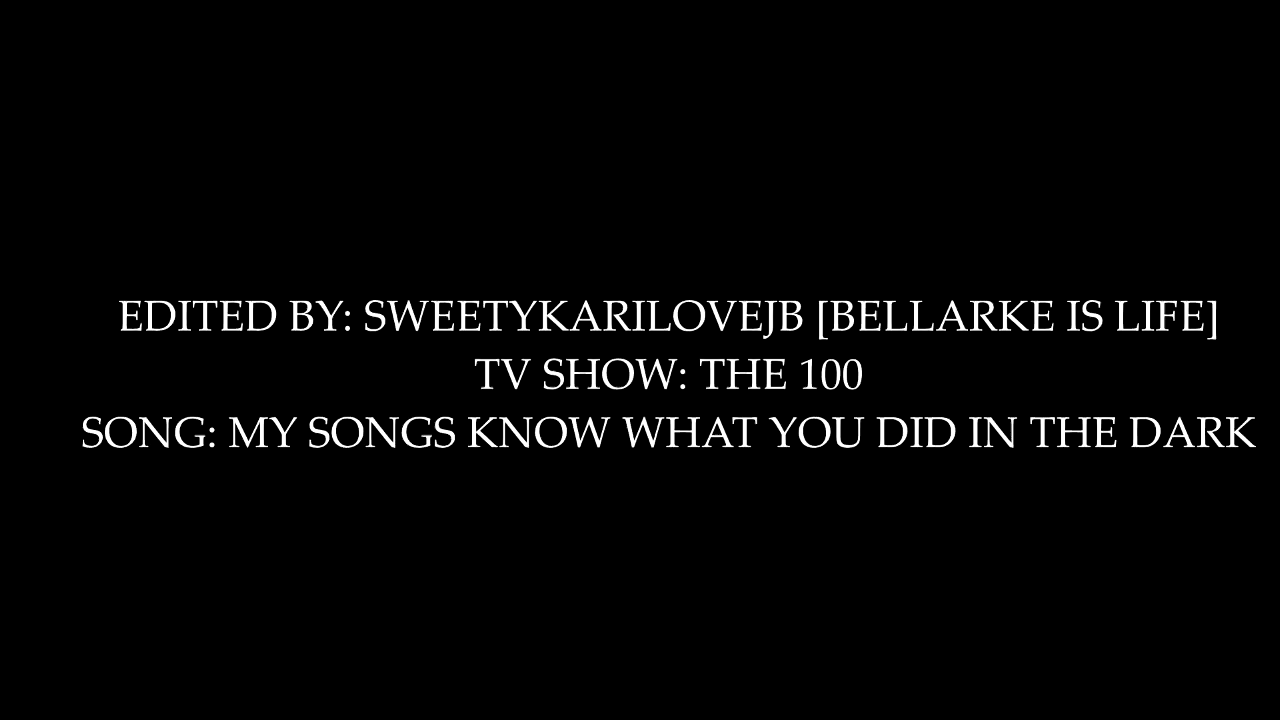 EDITED BY: SWEETYKARILOVEJB [BELLARKE IS LIFE]
TV SHOW: THE 100
SONG: MY SONGS KNOW WHAT YOU DID IN THE DARK